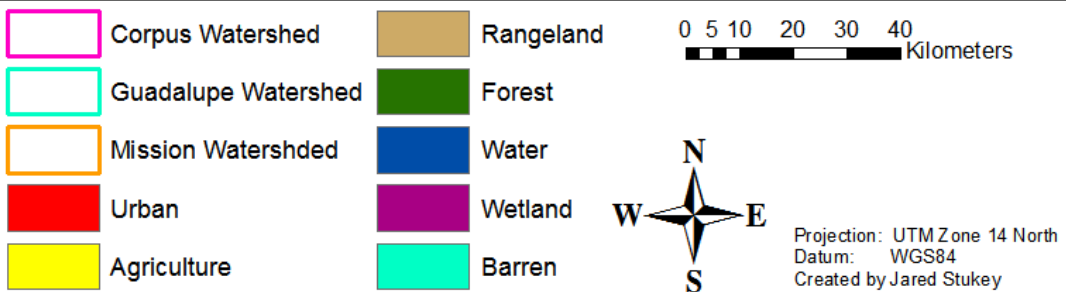 Corpus Watershed
Guadalupe Watershed
Mission Watershded
Urban
Agriculture
Rangeland
Forest
Water
Wetland
Barren
0 5 10 20 30 40
Kilometers
N
W E
S
Projection: UTM Zone 14 North
Datum: WGS84
Created by Jared Stukey